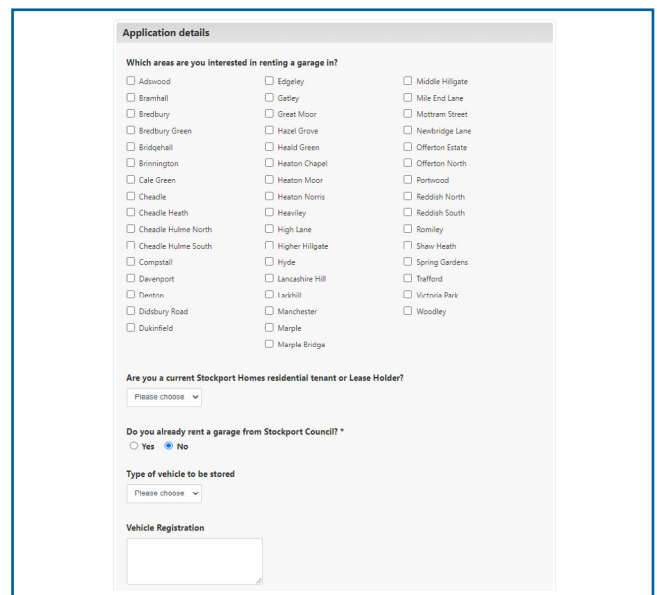 Application details
Which areas are you interested in renting a garage in?
Adswood
Bramhall
Bredbury
Bredbury Green
Bridgehall
Brinnington
Cale Green
Cheadle
Cheadle Heath
Cheadle Hulme North
Cheadle Hulme South
Compstall
Davenport
Denton
Didsbury Road
Dukinfield
Edgeley
Gatley
Great Moor
Hazel Grove
Heald Green
Heaton Chapel
Heaton Moor
Heaton Norris
Heaviley
High Lane
Higher Hillgate
Hyde
Lancashire Hill
Larkhill
Manchester
Marple
Marple Bridge
Middle Hillgate
Mile End Lane
Mottram Street
Newbridge Lane
Offerton Estate
Offerton North
Portwood
Reddish North
Reddish South
Romiley
Shaw Heath
Spring Gardens
Trafford
Victoria Park
Woodley
Are you a current Stockport Homes residential tenant or Lease Holder?
Please choose
Do you already rent a garage from Stockport Council? *
Yes No
Type of vehicle to be stored
Please choose
Vehicle Registration